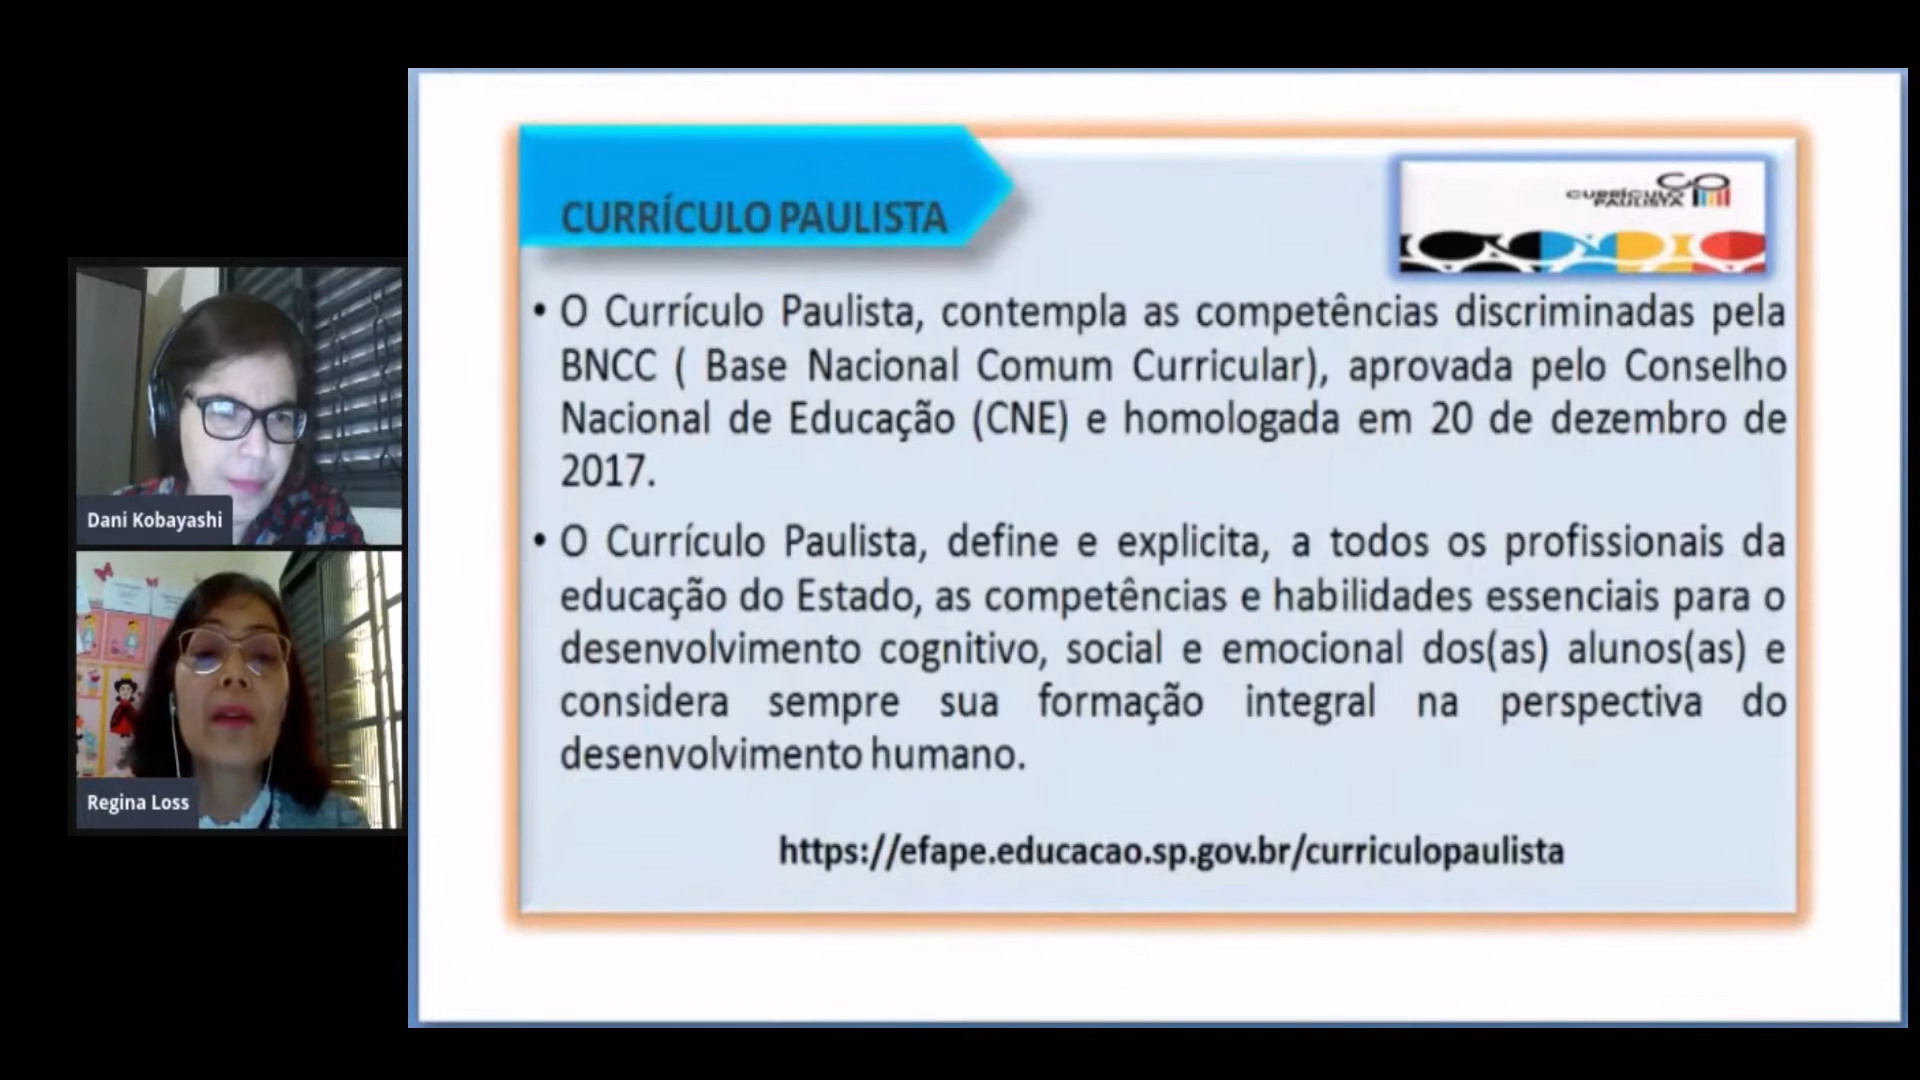 CURRÍCULO PAULISTA
CURRÍCULO
PAULISTA
• O Currículo Paulista, contempla as competências discriminadas pela
BNCC ( Base Nacional Comum Curricular), aprovada pelo Conselho
Nacional de Educação (CNE) e homologada em 20 de dezembro de
2017.
• O Currículo Paulista, define e explicita, a todos os profissionais da
educação do Estado, as competências e habilidades essenciais para o
desenvolvimento cognitivo, social e emocional dos(as) alunos(as) e
considera sempre sua formação integral na perspectiva do
desenvolvimento humano.
https://efape.educacao.sp.gov.br/curriculopaulista
Dani Kobayashi
Regina Loss